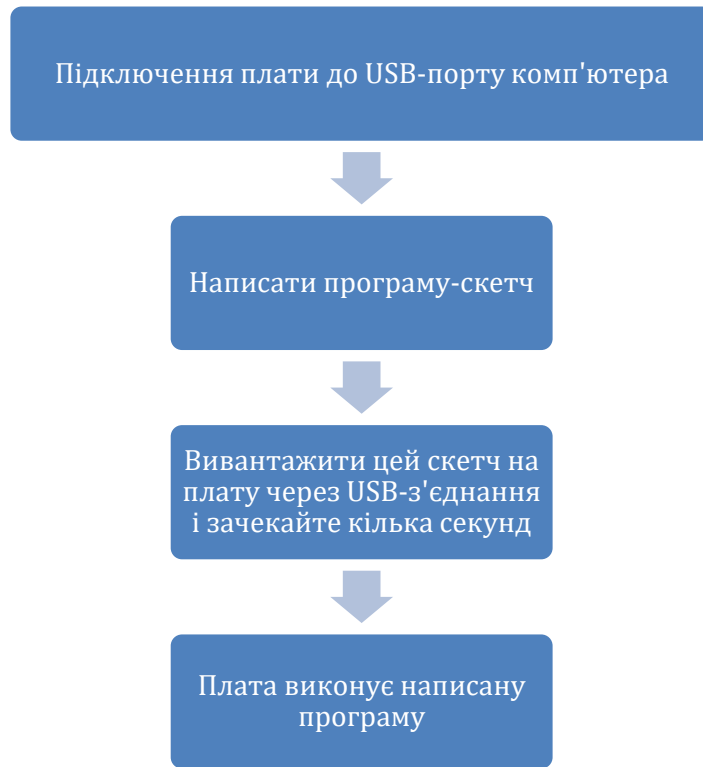 Підключення плати до USB-порту комп'ютера
Написати програму-скетч
Вивантажити цей скетч на
плату через USB-з'єднання
і зачекайте кілька секунд
Плата виконує написану
програму